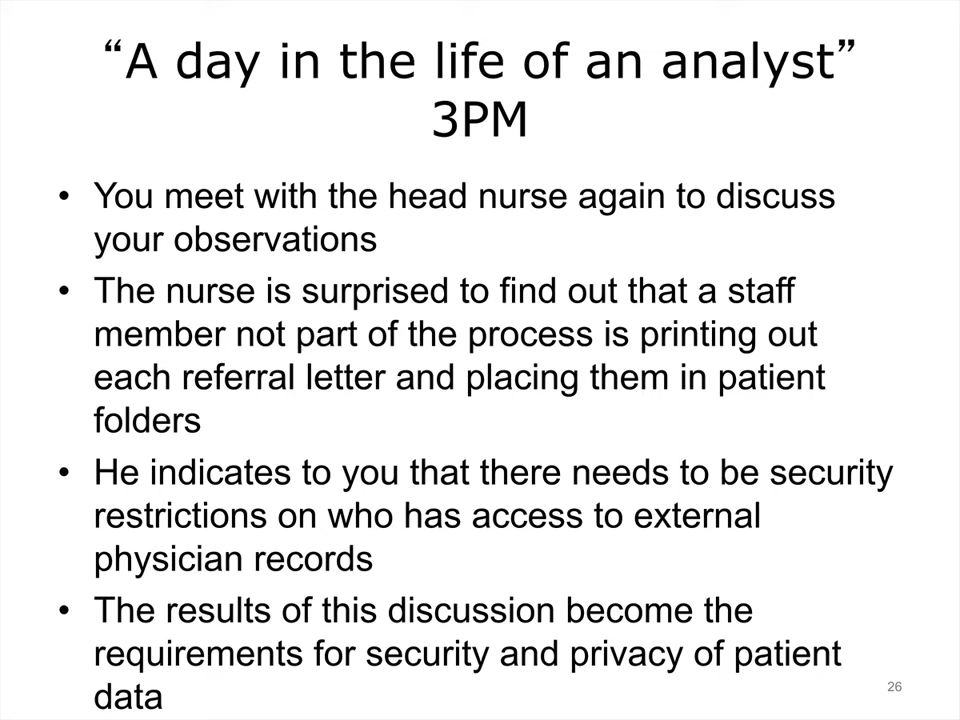 “A day in the life of an analyst”
3PM
• You meet with the head nurse again to discuss
your observations
• The nurse is surprised to find out that a staff
member not part of the process is printing out
each referral letter and placing them in patient
folders
• He indicates to you that there needs to be security
restrictions on who has access to external
physician records
• The results of this discussion become the
requirements for security and privacy of patient
data
26